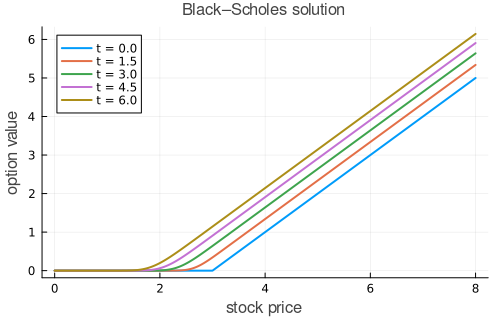 Black–Scholes solution
t = 0.0
t = 1.5
t = 3.0
t = 4.5
t = 6.0
option value
6
5
4
3
2
1
0
0 2 4 6 8
stock price